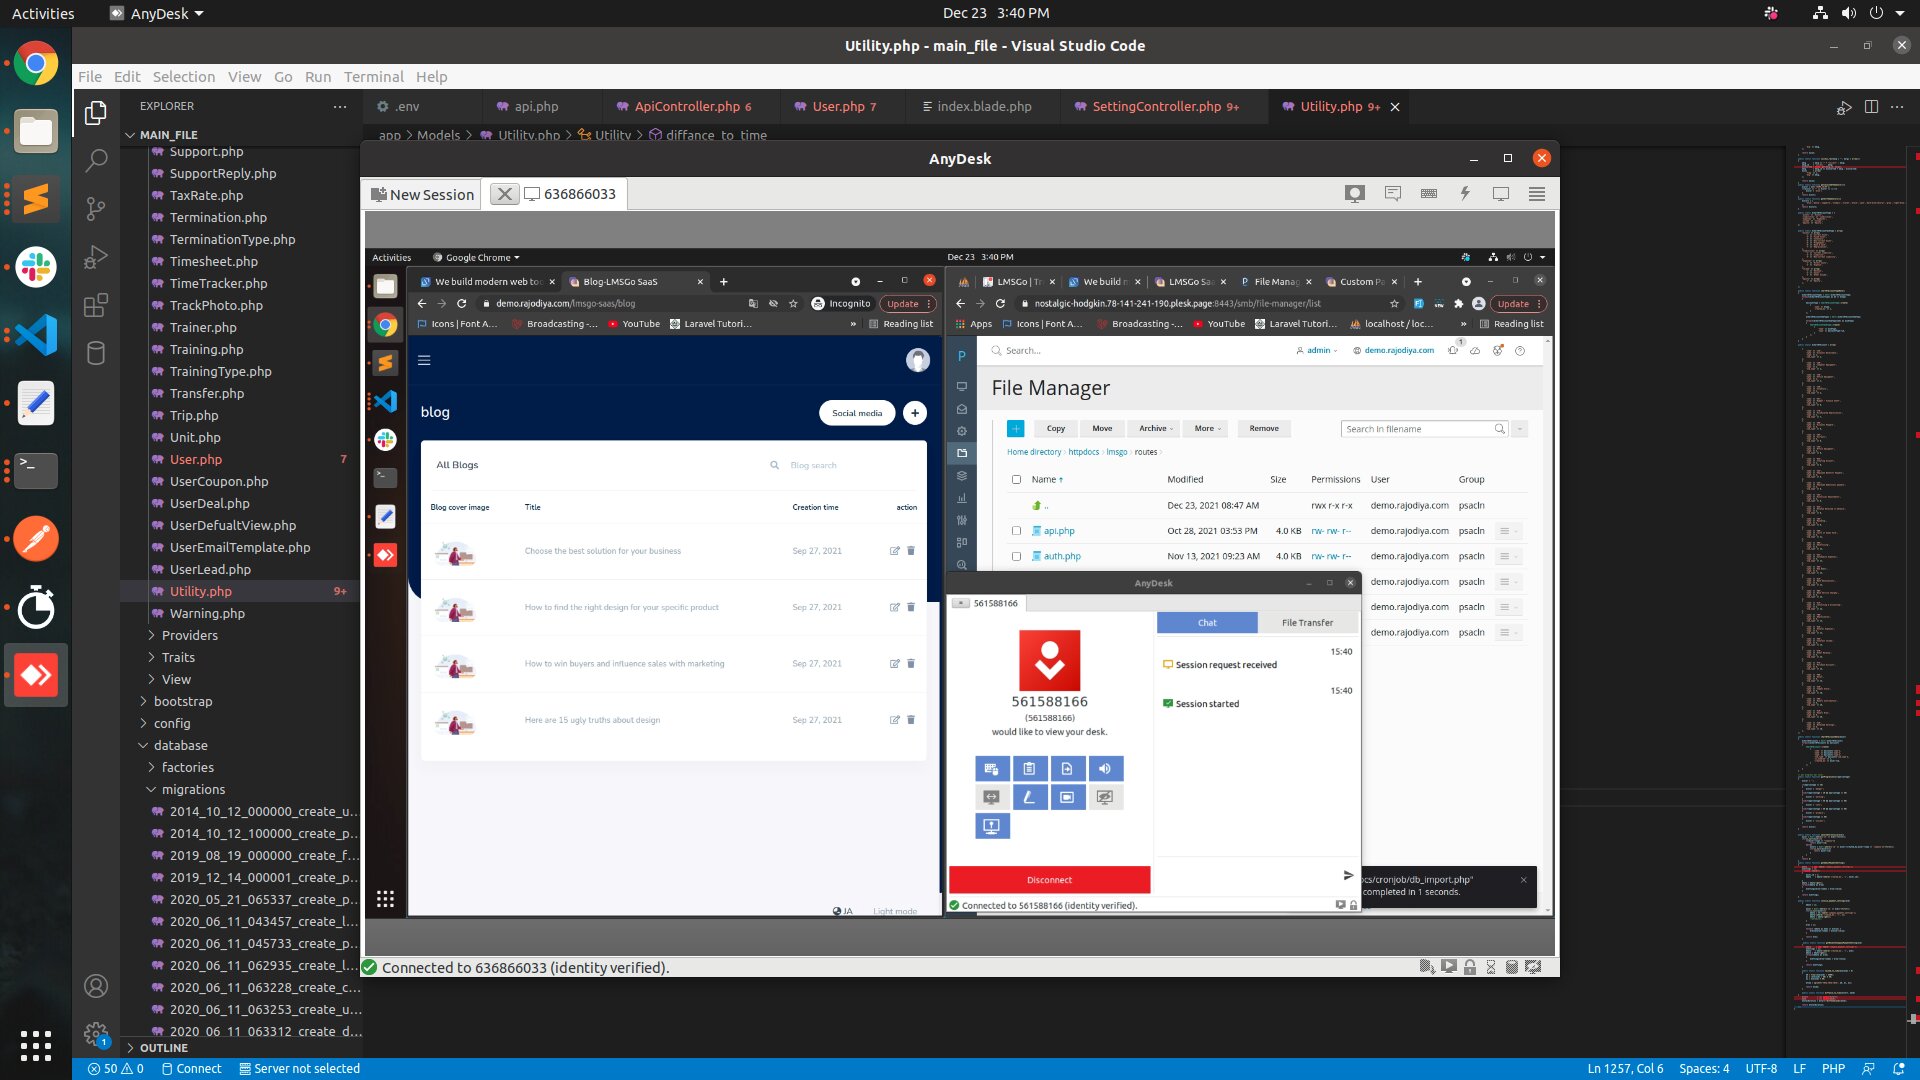 Activities
AnyDesk
Dec 23 3:40 PM
Utility.php - main_file - Visual Studio Code
File Edit Selection View Go Run Terminal Help
EXPLORER
.env
api.php
ApiController.php 6
User.php 7
index.blade.php
SettingController.php 9+
Utility.php 9+
MAIN_FILE
app > Models > Utility.php > Utility > diffance_to_time
Support.php
SupportReply.php
TaxRate.php
Termination.php
TerminationType.php
Timesheet.php
TimeTracker.php
TrackPhoto.php
Trainer.php
Training.php
TrainingType.php
Transfer.php
Trip.php
Unit.php
User.php 7
UserCoupon.php
UserDeal.php
UserDefualtView.php
UserEmailTemplate.php
UserLead.php
Utility.php 9+
Warning.php
Providers
Traits
View
bootstrap
config
database
factories
migrations
2014_10_12_000000_create_u...
2014_10_12_100000_create_p...
2019_08_19_000000_create_f...
2019_12_14_000001_create_p...
2020_05_21_065337_create_p...
2020_06_11_043457_create_l...
2020_06_11_045733_create_p...
2020_06_11_062935_create_l...
2020_06_11_063228_create_c...
2020_06_11_063253_create_u...
2020_06_11_063312_create_d...
OUTLINE
1
50 0 Connect Server not selected
Ln 1257, Col 6 Spaces: 4 UTF-8 LF PHP
AnyDesk
New Session
636866033
Activities
Google Chrome
Dec 23 3:40 PM
We build modern web too
Blog-LMSGo SaaS
demo.rajodiya.com/lmsgo-saas/blog
Incognito
Update
Icons | Font A...
Broadcasting -...
YouTube
Laravel Tutori...
Reading list
blog
Social media
All Blogs
Blog search
Blog cover image Title Creation time action
Choose the best solution for your business Sep 27, 2021
How to find the right design for your specific product Sep 27, 2021
How to win buyers and influence sales with marketing Sep 27, 2021
Here are 15 ugly truths about design Sep 27, 2021
JA
Light mode
LMSGo | Tr
We build m
LMSGo Sa
File Manag
Custom Pa
nostalgic-hodgkin.78-141-241-190.plesk.page:8443/smb/file-manager/list
Update
Apps
Icons | Font A...
Broadcasting -...
YouTube
Laravel Tutori...
localhost / loc...
Reading list
P
Search...
admin
demo.rajodiya.com
1
File Manager
Copy
Move
Archive
More
Remove
Search in filename
Home directory > httpdocs > lmsgo > routes >
Name Modified Size Permissions User Group
.. Dec 23, 2021 08:47 AM rwx r-x r-x demo.rajodiya.com psacln
api.php Oct 28, 2021 03:53 PM 4.0 KB rw- rw- r-- demo.rajodiya.com psacln
auth.php Nov 13, 2021 09:23 AM 4.0 KB rw- rw- r-- demo.rajodiya.com psacln
demo.rajodiya.com psacln
demo.rajodiya.com psacln
demo.rajodiya.com psacln
AnyDesk
561588166
Chat
File Transfer
15:40
Session request received
15:40
Session started
561588166
(561588166)
would like to view your desk.
Disconnect
Connected to 561588166 (identity verified).
ocs/cronjob/db_import.php"
completed in 1 seconds.
Connected to 636866033 (identity verified).